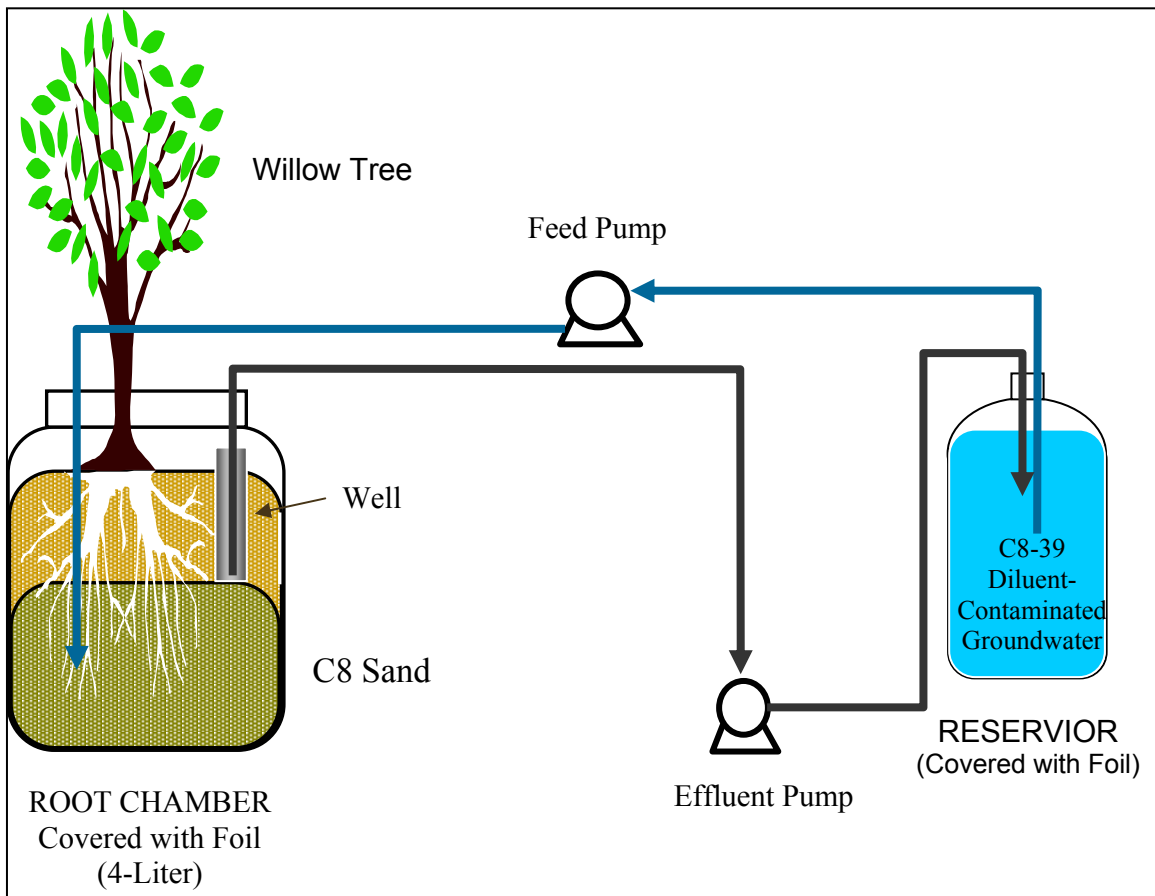 Willow Tree
Feed Pump
Well
C8-39
Diluent-
Contaminated
Groundwater
C8 Sand
RESERVIOR
(Covered with Foil)
Effluent Pump
ROOT CHAMBER
Covered with Foil
(4-Liter)